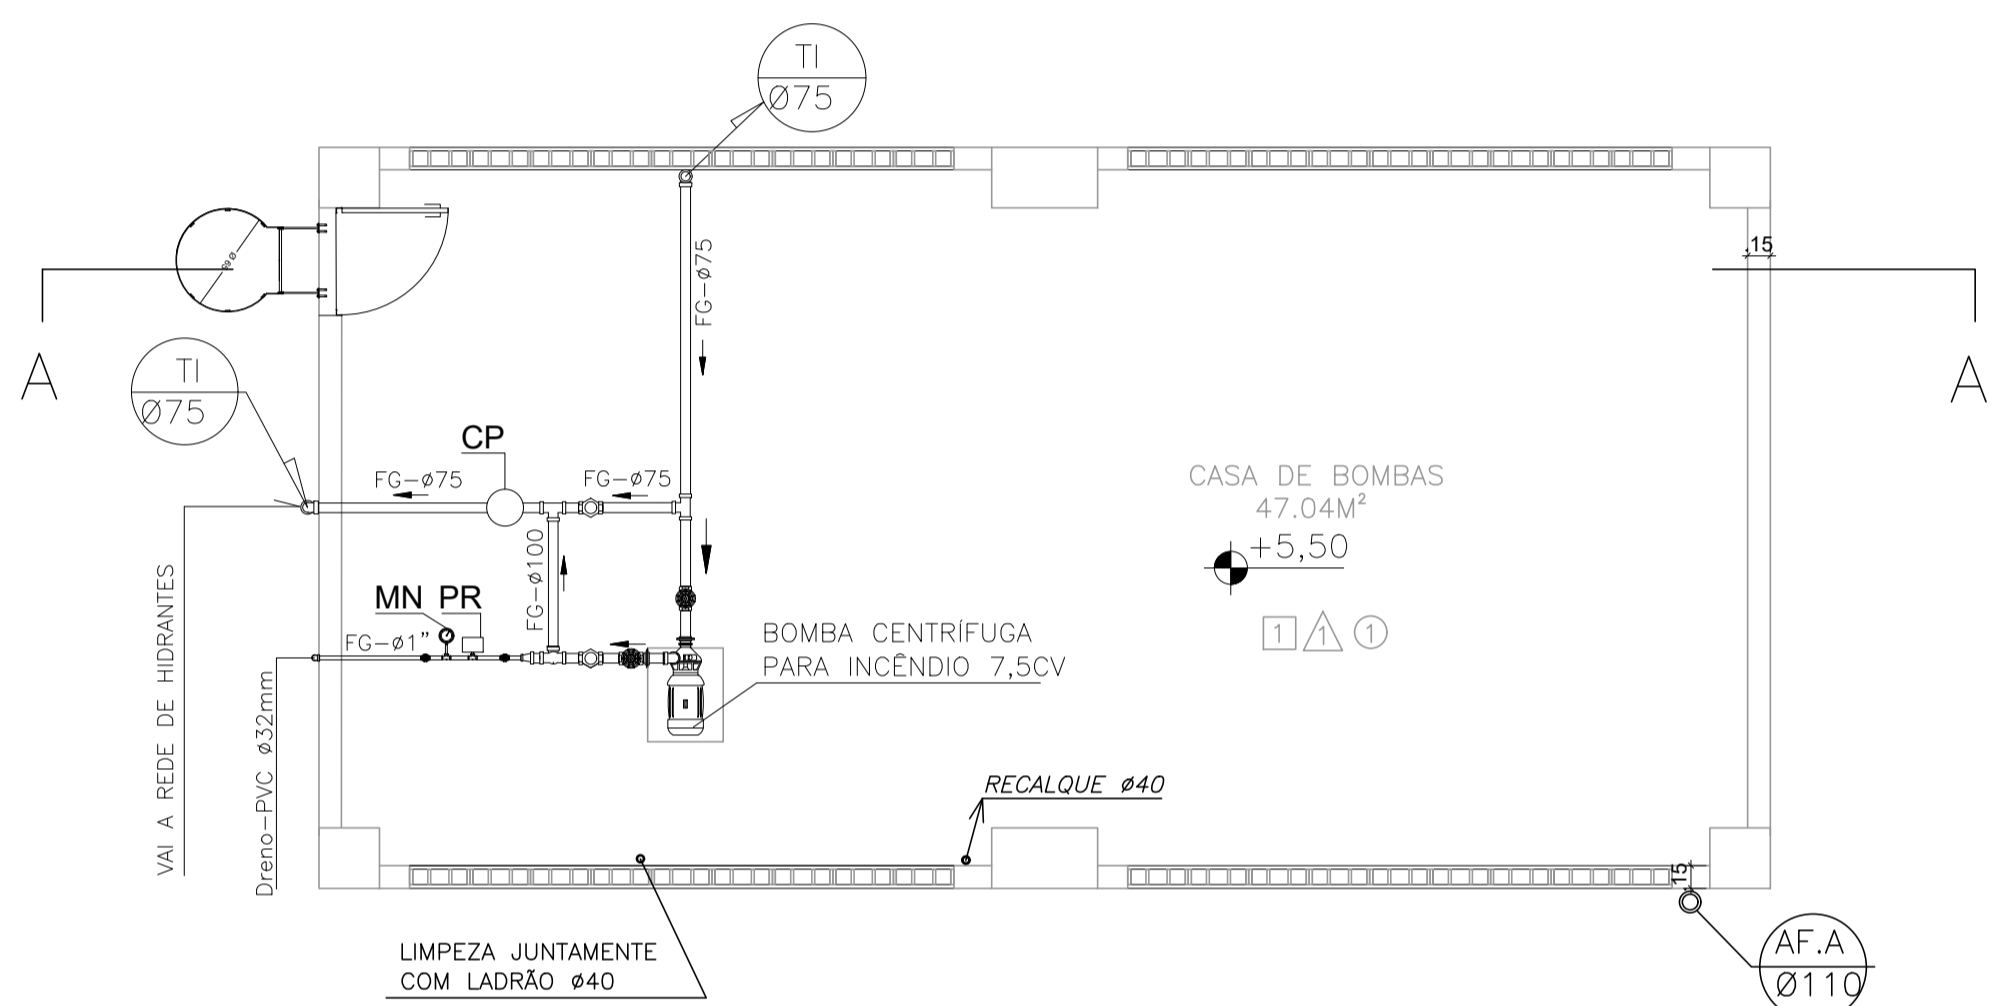 TI
Ø75
Ø 65
.15
FG-ø75
A
A
TI
Ø75
CP
FG-ø75
FG-ø75
CASA DE BOMBAS
47.04M²
+5,50
FG-ø100
MN PR
FG-ø1"
1 1 1
BOMBA CENTRÍFUGA
PARA INCÊNDIO 7,5CV
VAI A REDE DE HIDRANTES
Dreno-PVC ø32mm
RECALQUE ø40
.15
LIMPEZA JUNTAMENTE
COM LADRÃO ø40
AF.A
Ø110